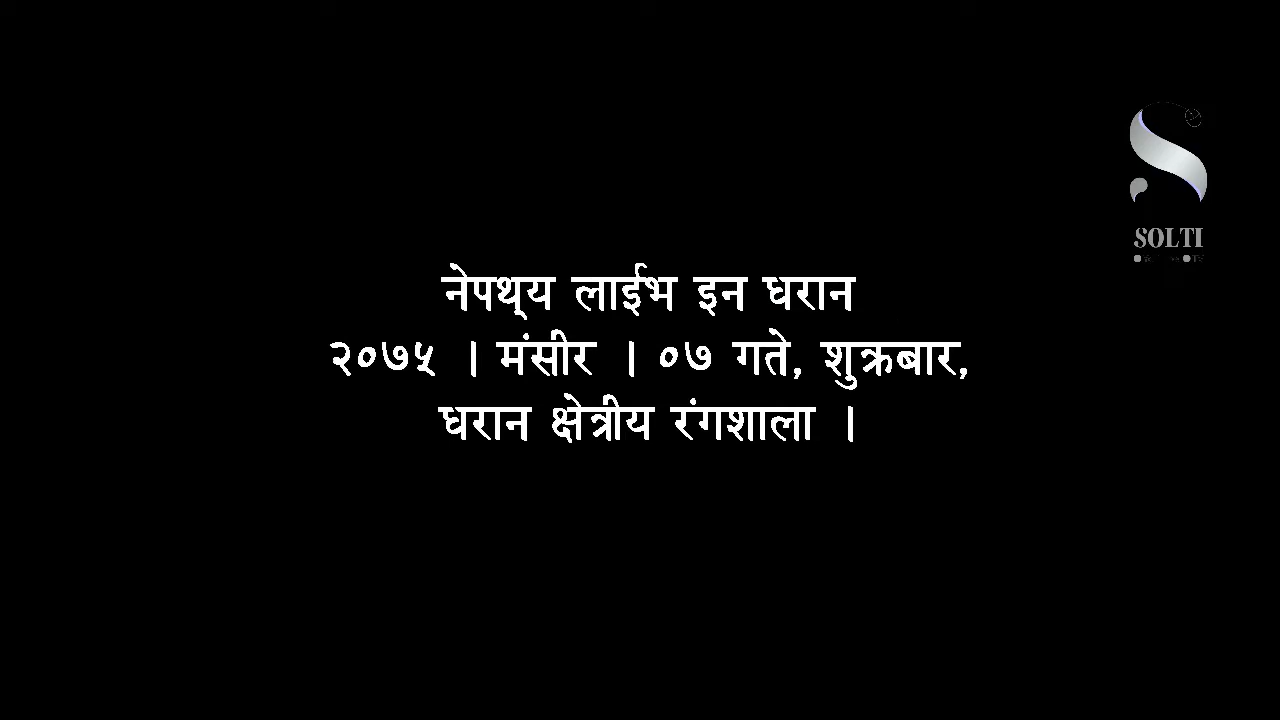 नेपथ्य लाईभ इन धरान
२०७५ । मंसीर । ०७ गते, शुक्रबार,
धरान क्षेत्रीय रंगशाला ।
SOLTI